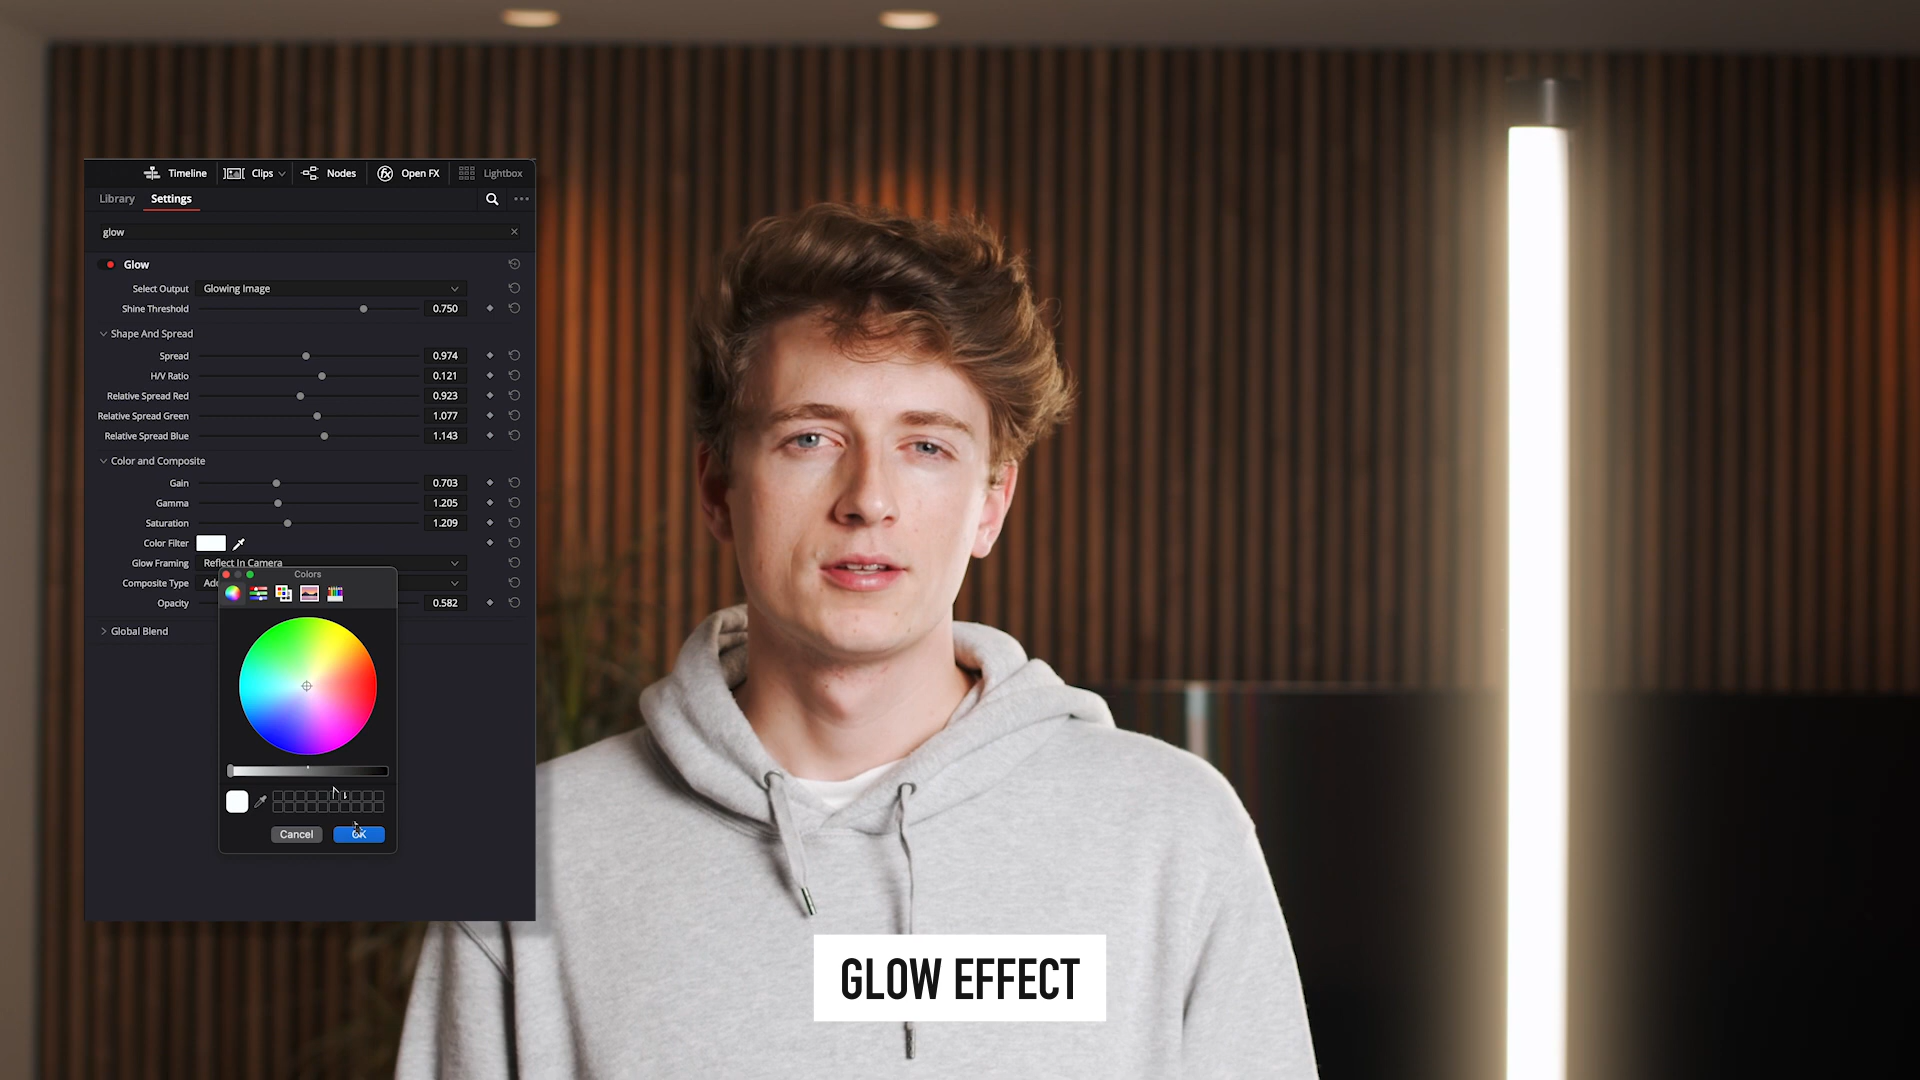 Timeline Clips Nodes Open FX Lightbox
Library Settings
glow
Glow
Select Output Glowing Image
Shine Threshold 0.750
Shape And Spread
Spread 0.974
H/V Ratio 0.121
Relative Spread Red 0.923
Relative Spread Green 1.077
Relative Spread Blue 1.143
Color and Composite
Gain 0.703
Gamma 1.205
Saturation 1.209
Color Filter
Glow Framing Reflect In Camera
Composite Type
Opacity 0.582
Global Blend
Colors
Cancel OK
GLOW EFFECT